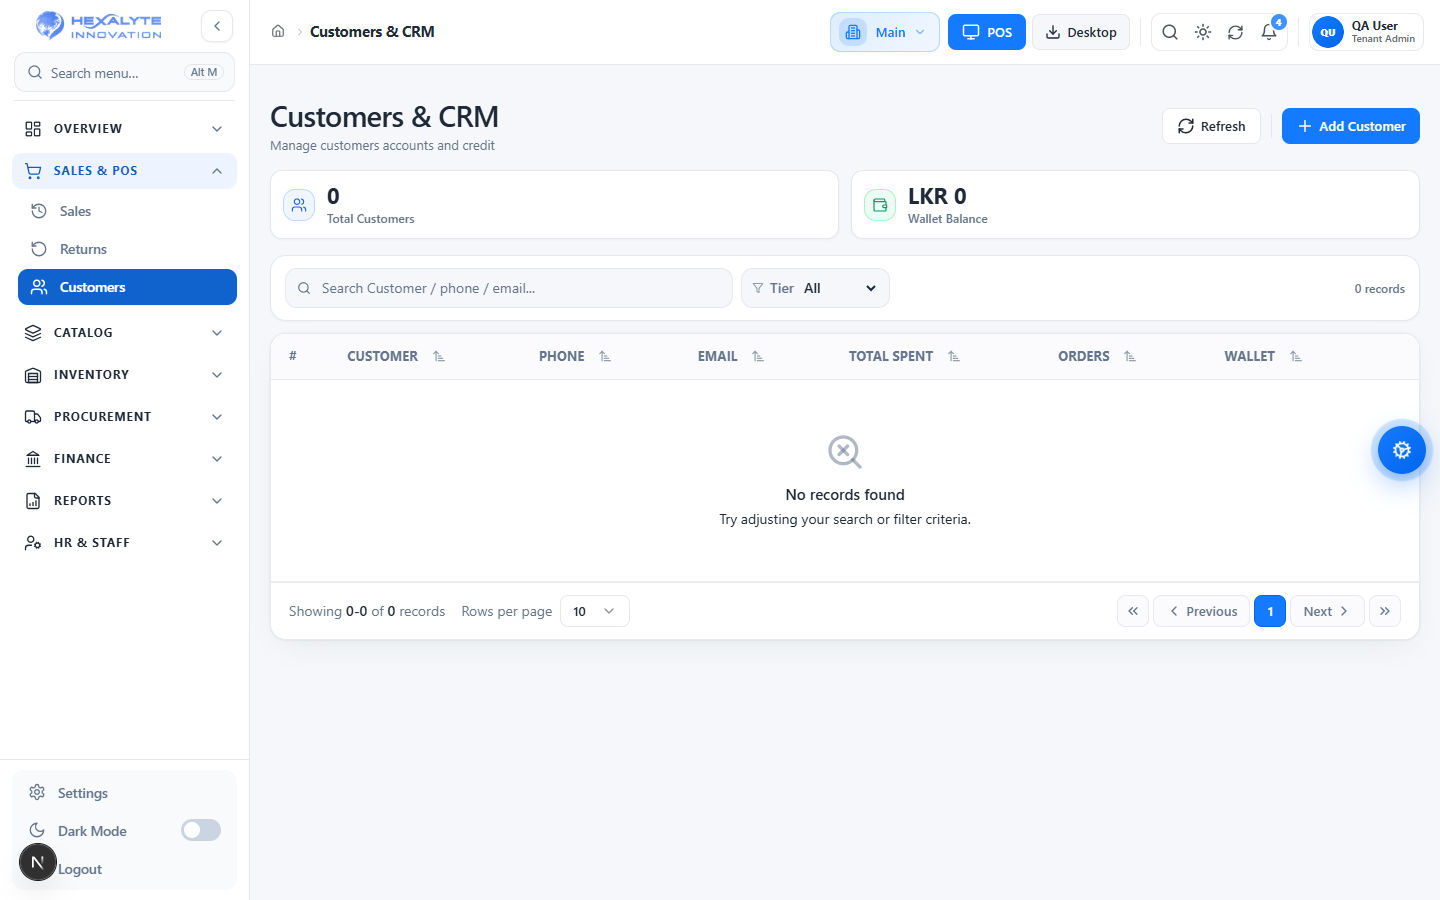 HEXALYTE
INNOVATION
Search menu...
Alt M
OVERVIEW
SALES & POS
Sales
Returns
Customers
CATALOG
INVENTORY
PROCUREMENT
FINANCE
REPORTS
HR & STAFF
Settings
Dark Mode
N
Logout
Customers & CRM
Main
POS
Desktop
4
QU
QA User
Tenant Admin
Customers & CRM
Manage customers accounts and credit
Refresh
Add Customer
0
Total Customers
LKR 0
Wallet Balance
Search Customer / phone / email...
Tier All
0 records
# CUSTOMER PHONE EMAIL TOTAL SPENT ORDERS WALLET
No records found
Try adjusting your search or filter criteria.
Showing 0-0 of 0 records Rows per page 10
Previous 1 Next